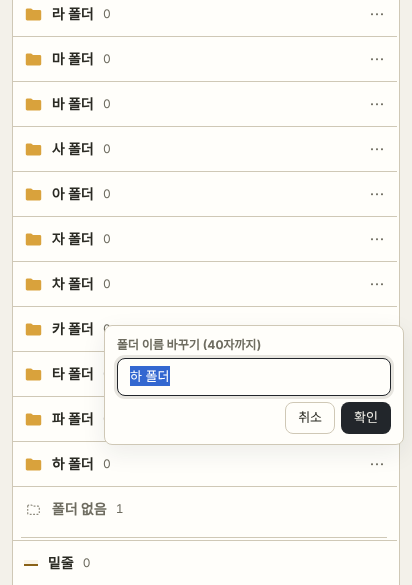 라 폴더 0 ···
마 폴더 0 ···
바 폴더 0 ···
사 폴더 0 ···
아 폴더 0 ···
자 폴더 0 ···
차 폴더 0 ···
카 폴더
폴더 이름 바꾸기 (40자까지)
타 폴더
하 폴더
파 폴더
취소 확인
하 폴더 0 ···
폴더 없음 1
밑줄 0